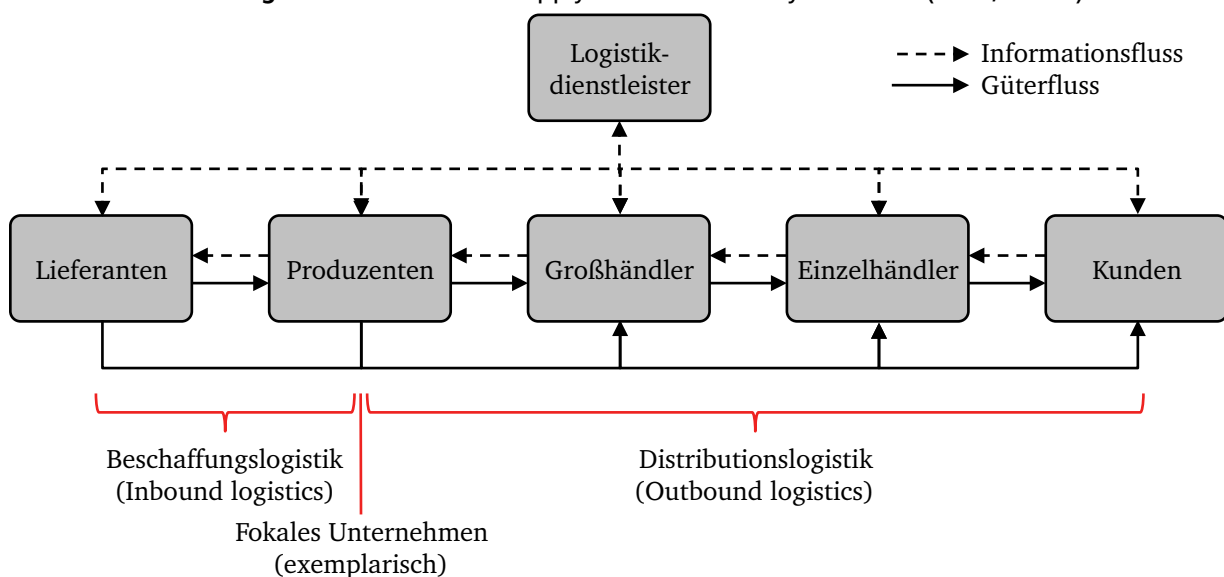 Logistik-
dienstleister
Informationsfluss
Güterfluss
Lieferanten
Produzenten
Großhändler
Einzelhändler
Kunden
Beschaffungslogistik
(Inbound logistics)
Distributionslogistik
(Outbound logistics)
Fokales Unternehmen
(exemplarisch)